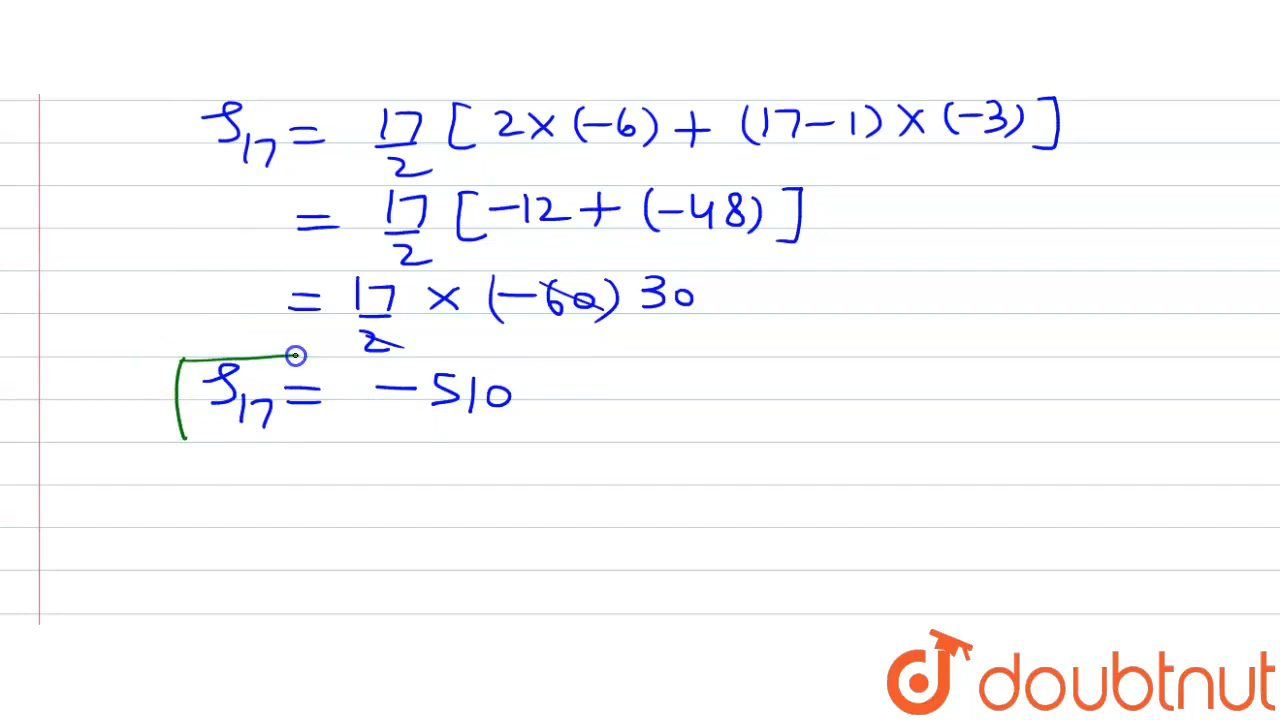 S₁₇ = 17/2 [ 2 × (-6) + (17-1) × (-3) ]
= 17/2 [ -12 + (-48) ]
= 17/2 × (-60) 30
S₁₇ = -510
doubtnut